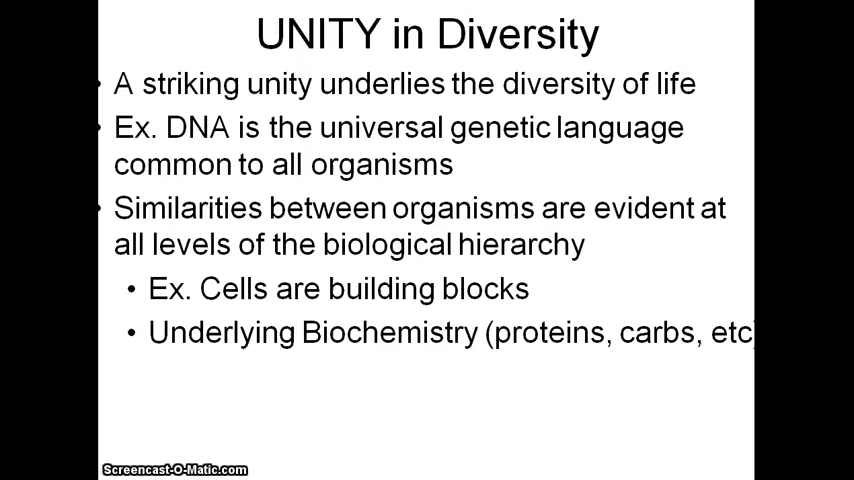 UNITY in Diversity
• A striking unity underlies the diversity of life
• Ex. DNA is the universal genetic language
common to all organisms
• Similarities between organisms are evident at
all levels of the biological hierarchy
• Ex. Cells are building blocks
• Underlying Biochemistry (proteins, carbs, etc)
Screencast-O-Matic.com